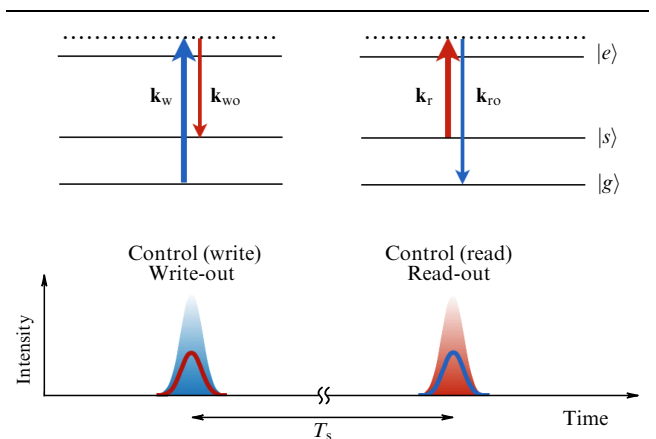 |e⟩
k_w k_wo k_r k_ro
|s⟩
|g⟩
Control (write) Control (read)
Write-out Read-out
Intensity
Time
T_s